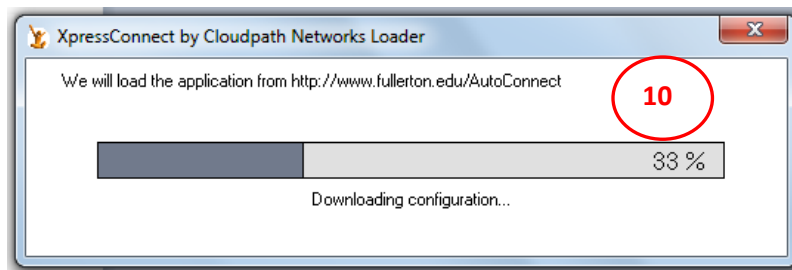 XpressConnect by Cloudpath Networks Loader
We will load the application from http://www.fullerton.edu/AutoConnect
10
33 %
Downloading configuration...